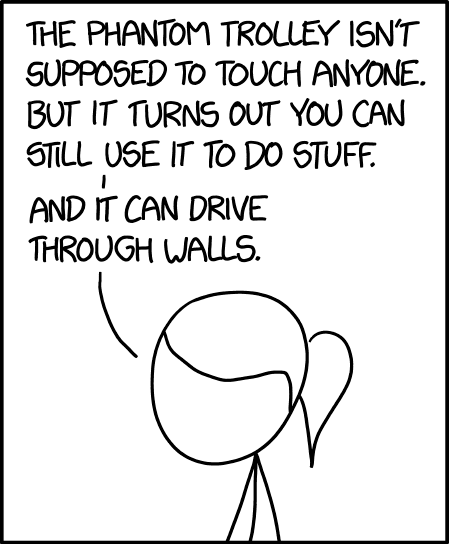 THE PHANTOM TROLLEY ISN'T
SUPPOSED TO TOUCH ANYONE.
BUT IT TURNS OUT YOU CAN
STILL USE IT TO DO STUFF.
AND IT CAN DRIVE
THROUGH WALLS.